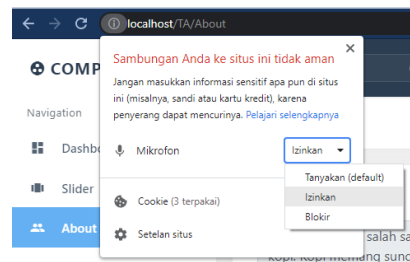 localhost/TA/About
Sambungan Anda ke situs ini tidak aman
Jangan masukkan informasi sensitif apa pun di situs
ini (misalnya, sandi atau kartu kredit), karena
penyerang dapat mencurinya. Pelajari selengkapnya
COMP
Navigation
Mikrofon
Izinkan
Dashbo
Tanyakan (default)
Izinkan
Blokir
Slider
Cookie (3 terpakai)
About
Setelan situs
salah sa
kopi. Kopi memang sund